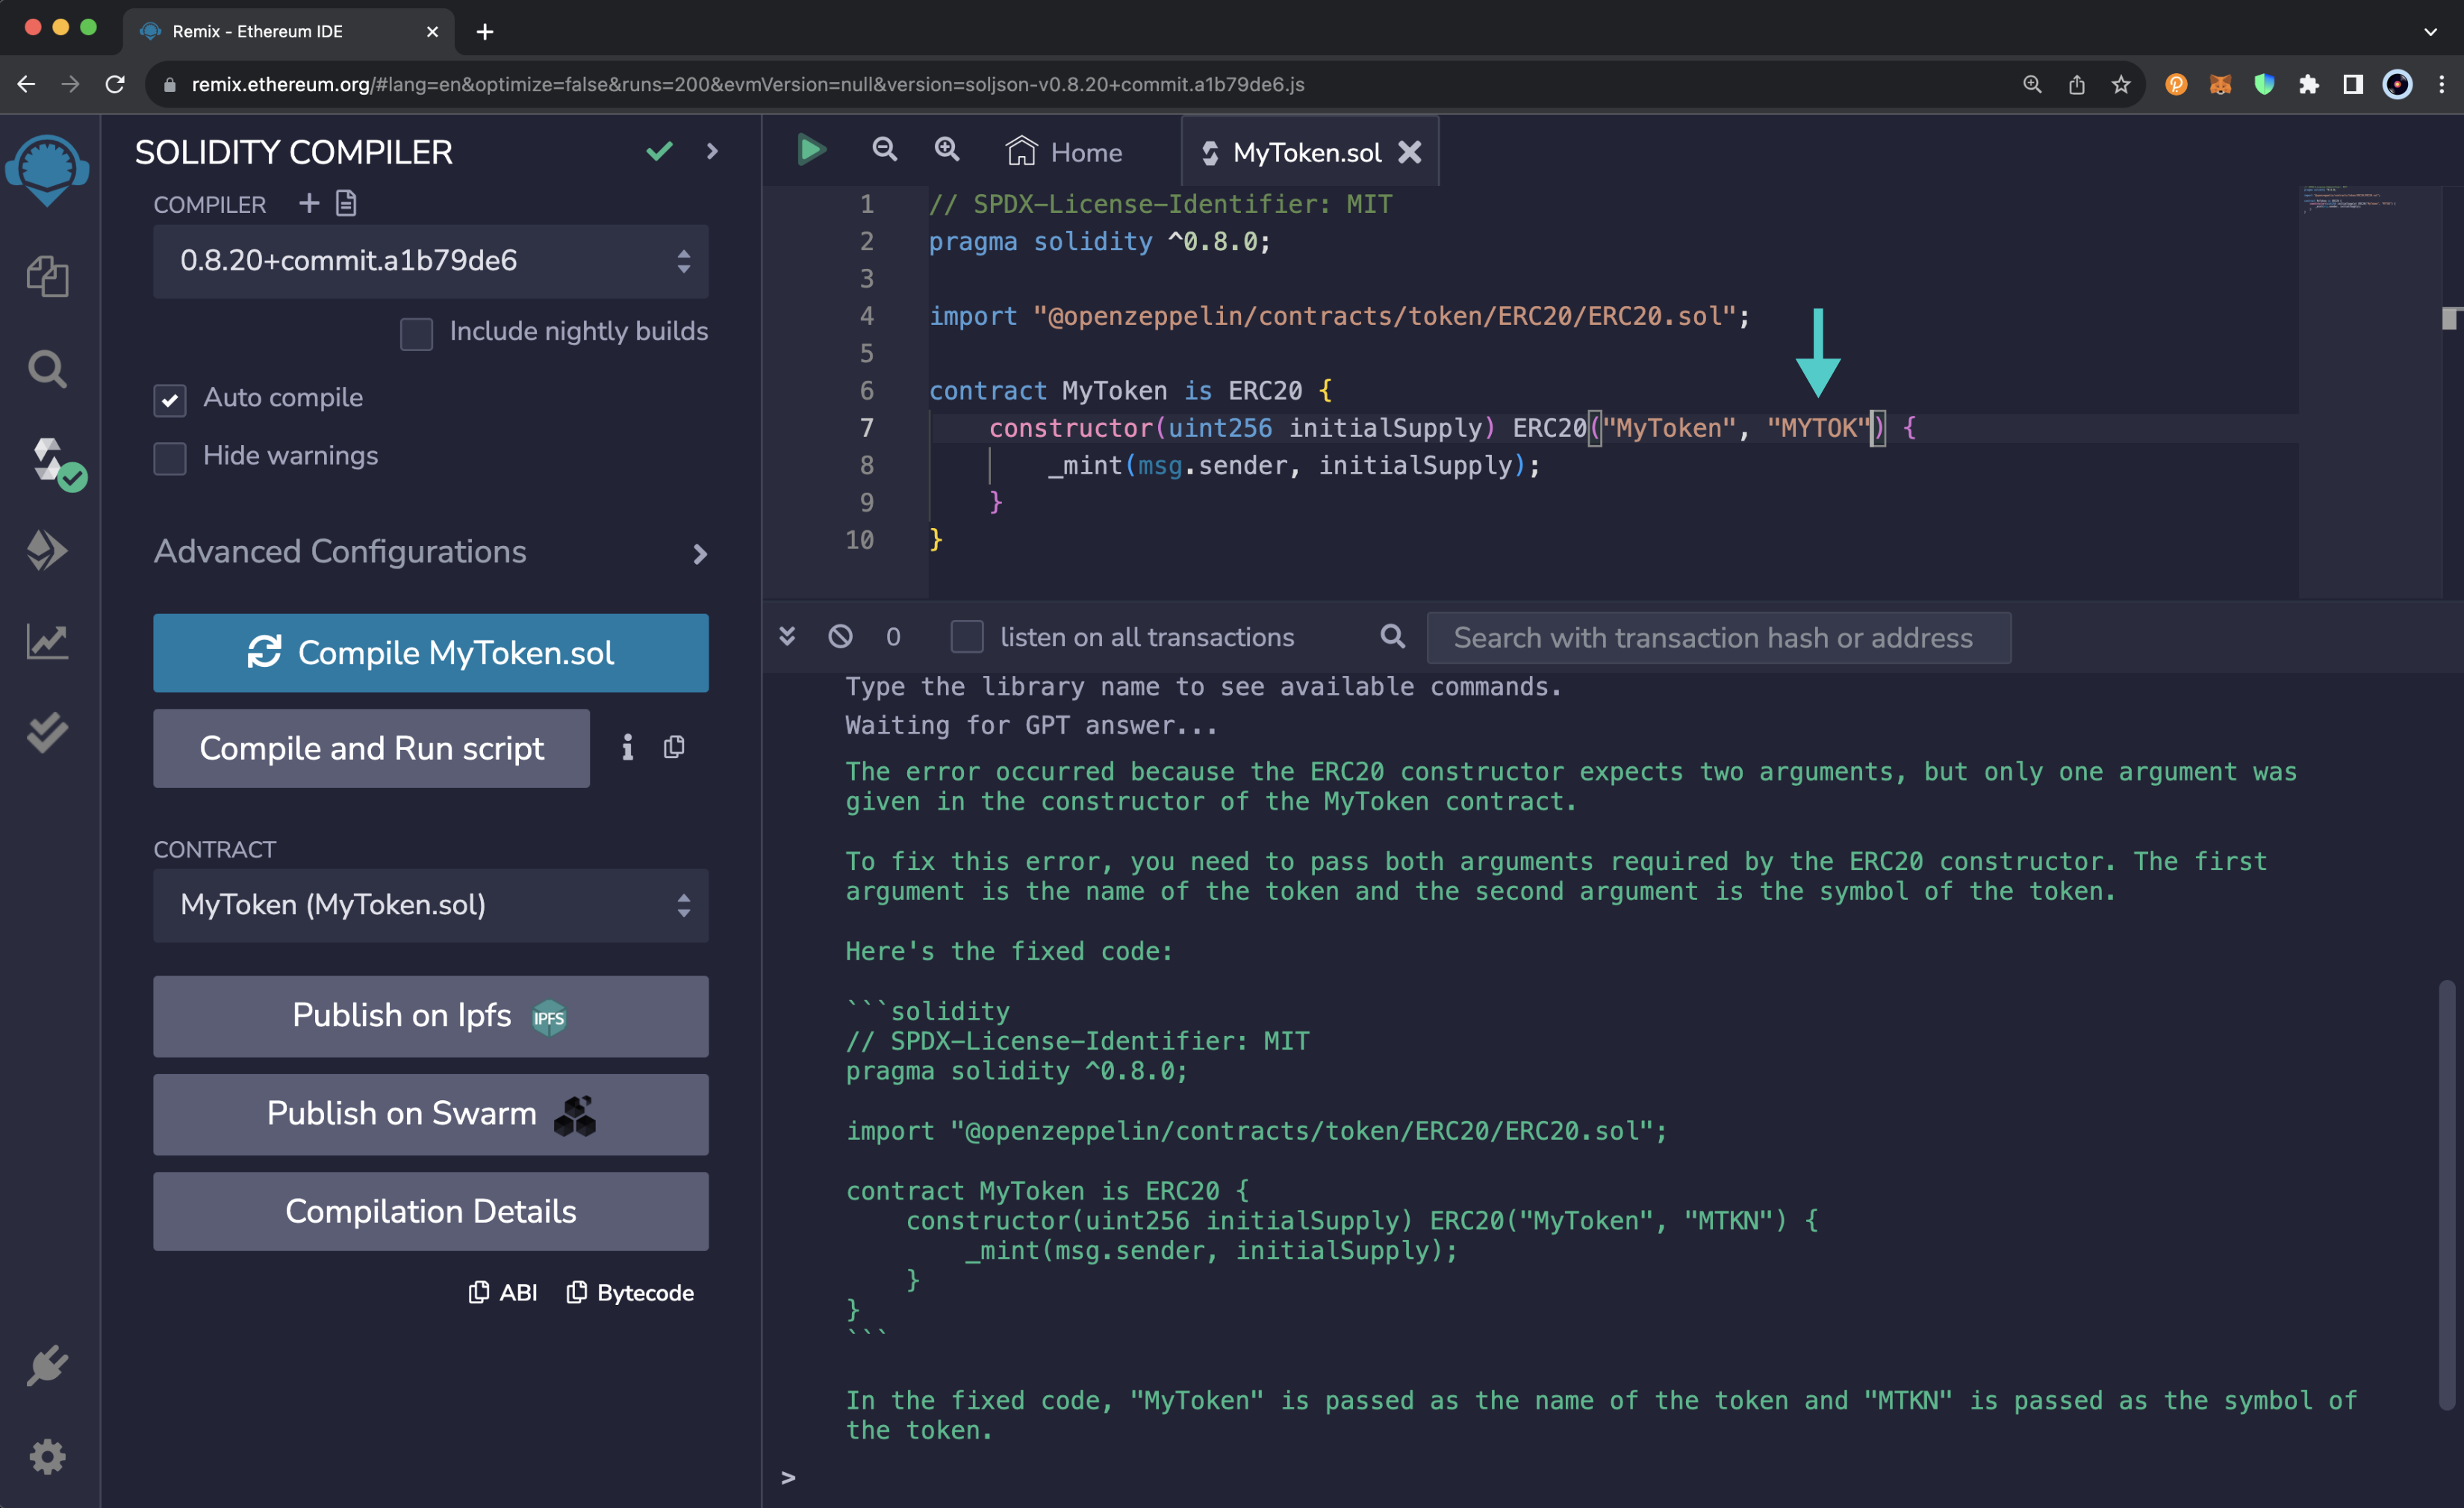 Remix - Ethereum IDE
remix.ethereum.org/#lang=en&optimize=false&runs=200&evmVersion=null&version=soljson-v0.8.20+commit.a1b79de6.js
SOLIDITY COMPILER
COMPILER
0.8.20+commit.a1b79de6
Include nightly builds
Auto compile
Hide warnings
Advanced Configurations
Compile MyToken.sol
Compile and Run script
CONTRACT
MyToken (MyToken.sol)
Publish on Ipfs IPFS
Publish on Swarm
Compilation Details
ABI Bytecode
Home MyToken.sol
1 // SPDX-License-Identifier: MIT
2 pragma solidity ^0.8.0;
3
4 import "@openzeppelin/contracts/token/ERC20/ERC20.sol";
5
6 contract MyToken is ERC20 {
7     constructor(uint256 initialSupply) ERC20("MyToken", "MYTOK") {
8         _mint(msg.sender, initialSupply);
9     }
10 }
0 listen on all transactions Search with transaction hash or address
Type the library name to see available commands.
Waiting for GPT answer...
The error occurred because the ERC20 constructor expects two arguments, but only one argument was
given in the constructor of the MyToken contract.
To fix this error, you need to pass both arguments required by the ERC20 constructor. The first
argument is the name of the token and the second argument is the symbol of the token.
Here's the fixed code:
```solidity
// SPDX-License-Identifier: MIT
pragma solidity ^0.8.0;
import "@openzeppelin/contracts/token/ERC20/ERC20.sol";
contract MyToken is ERC20 {
    constructor(uint256 initialSupply) ERC20("MyToken", "MTKN") {
        _mint(msg.sender, initialSupply);
    }
}
```
In the fixed code, "MyToken" is passed as the name of the token and "MTKN" is passed as the symbol of
the token.
>